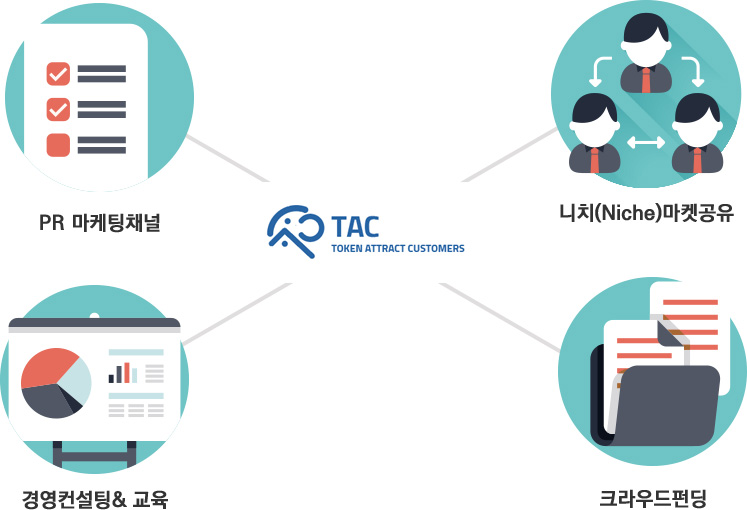 PR 마케팅채널
니치(Niche)마켓공유
TAC
TOKEN ATTRACT CUSTOMERS
경영컨설팅& 교육
크라우드펀딩